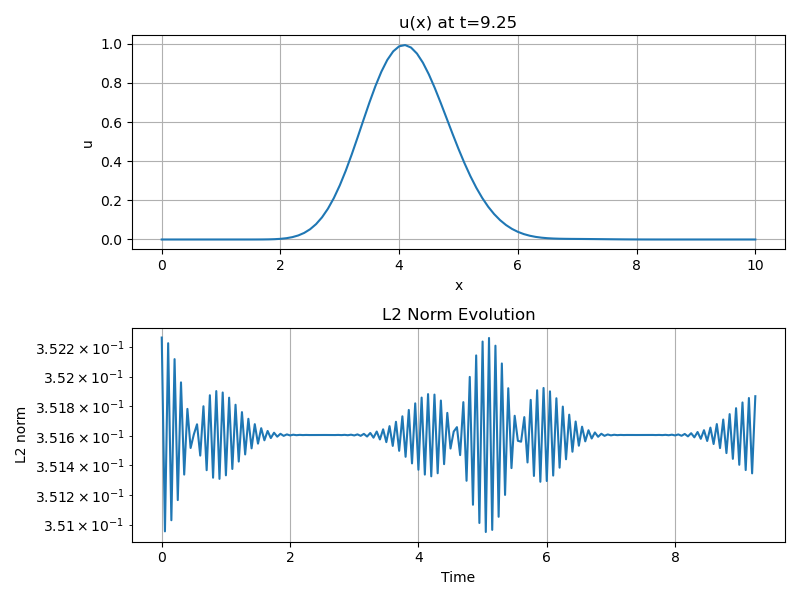 u(x) at t=9.25
1.0
0.8
0.6
0.4
0.2
0.0
u
0 2 4 6 8 10
x
L2 Norm Evolution
3.522 × 10⁻¹
3.52 × 10⁻¹
3.518 × 10⁻¹
3.516 × 10⁻¹
3.514 × 10⁻¹
3.512 × 10⁻¹
3.51 × 10⁻¹
L2 norm
0 2 4 6 8
Time